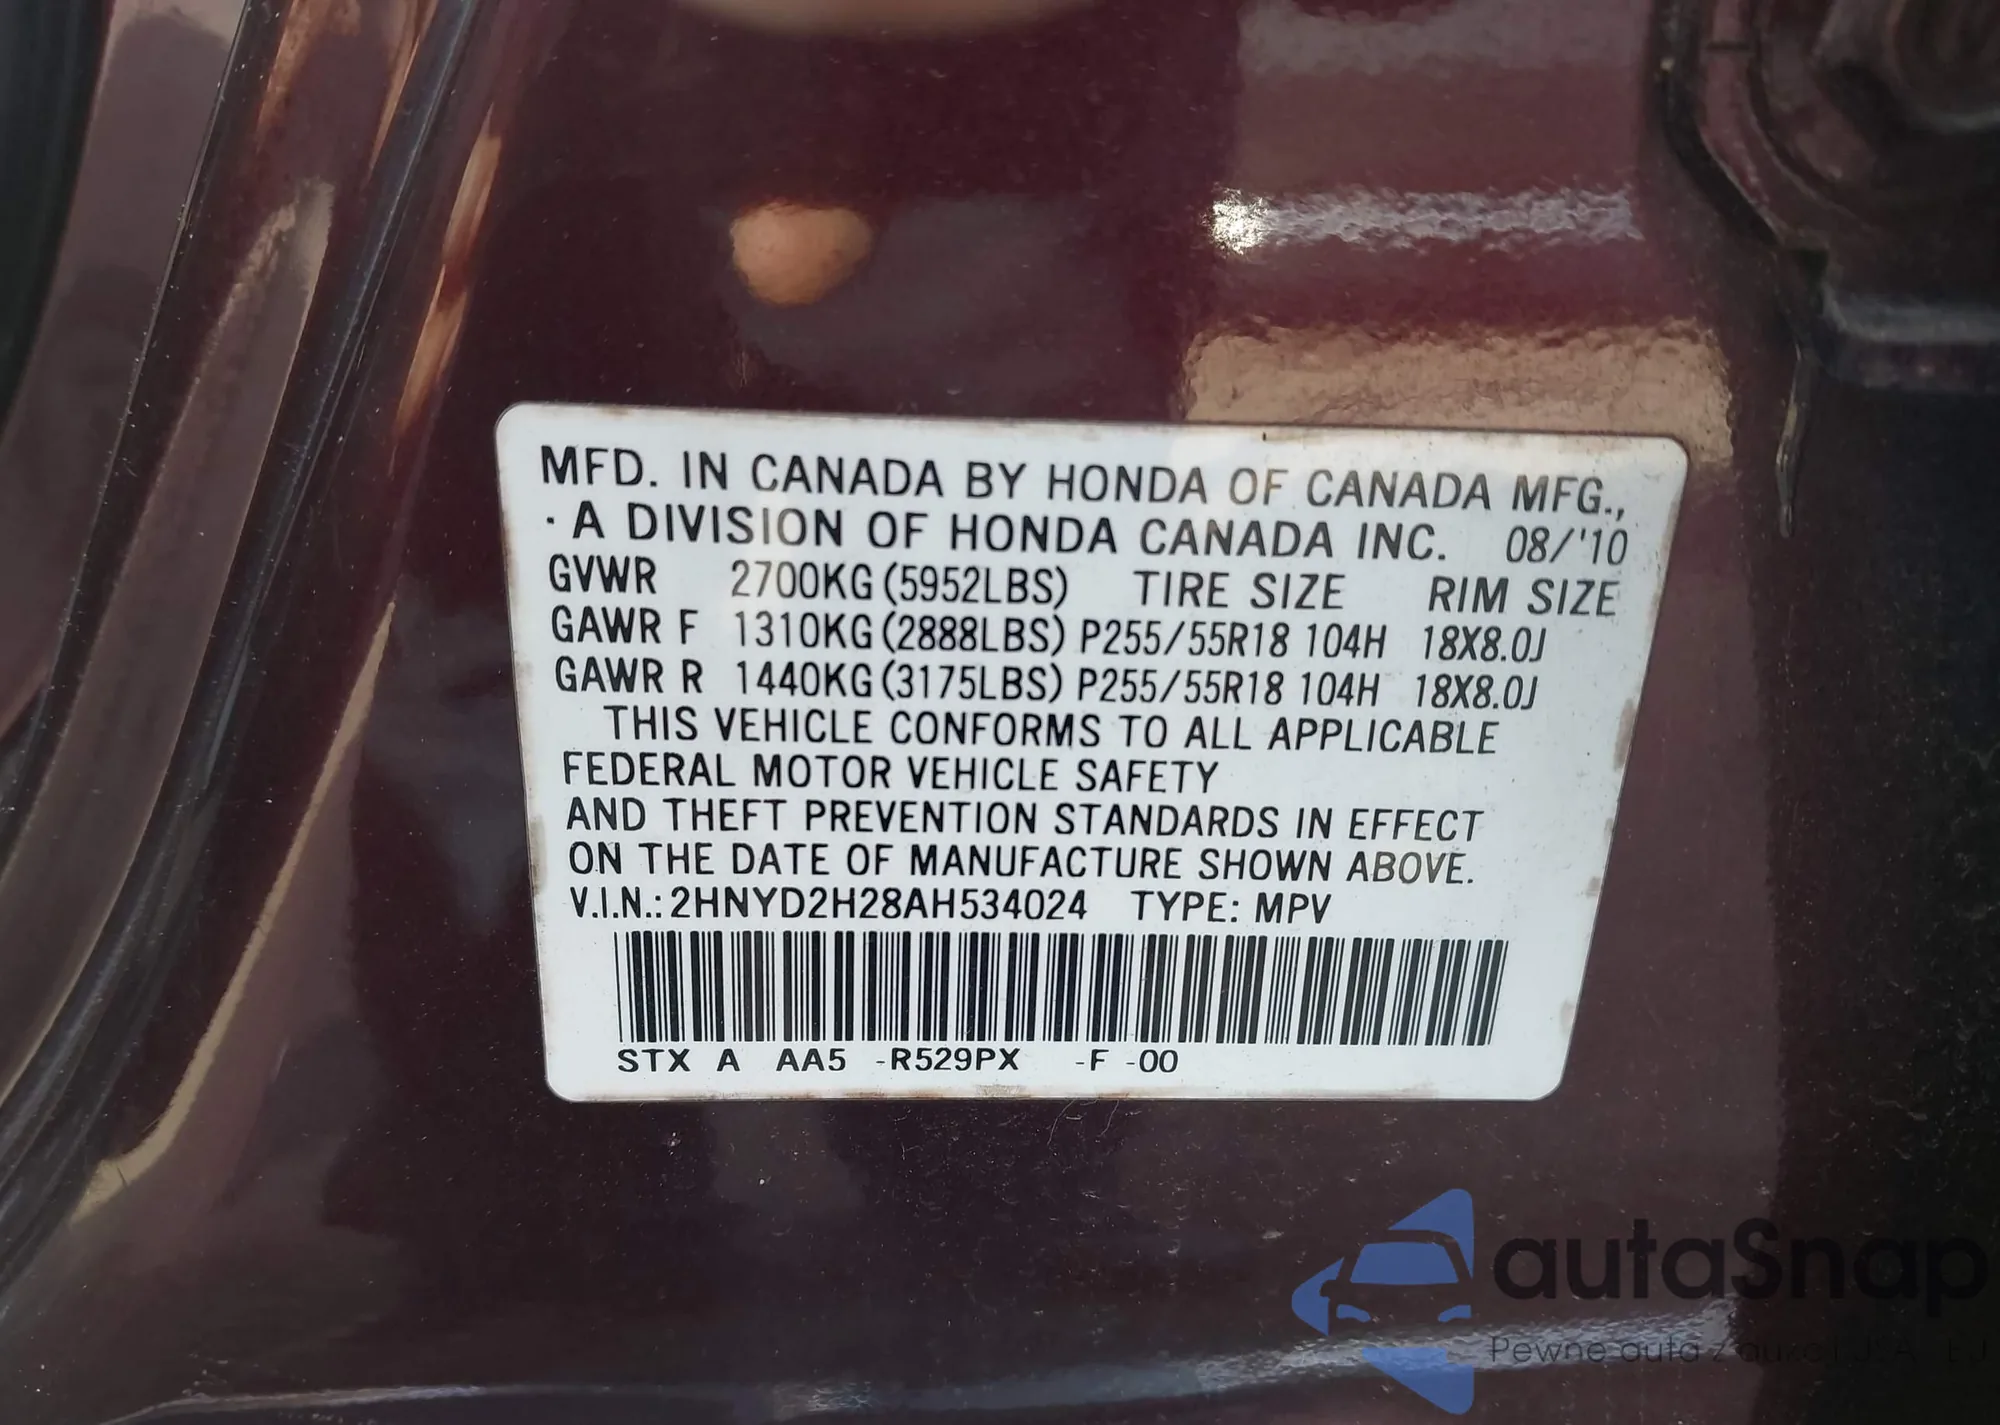 MFD. IN CANADA BY HONDA OF CANADA MFG.,
· A DIVISION OF HONDA CANADA INC. 08/'10
GVWR 2700KG (5952LBS) TIRE SIZE RIM SIZE
GAWR F 1310KG (2888LBS) P255/55R18 104H 18X8.0J
GAWR R 1440KG (3175LBS) P255/55R18 104H 18X8.0J
THIS VEHICLE CONFORMS TO ALL APPLICABLE
FEDERAL MOTOR VEHICLE SAFETY
AND THEFT PREVENTION STANDARDS IN EFFECT
ON THE DATE OF MANUFACTURE SHOWN ABOVE.
V.I.N.: 2HNYD2H28AH534024 TYPE: MPV
STX A AA5 -R529PX -F -00
autaSnap
Pewne auta z aukcji